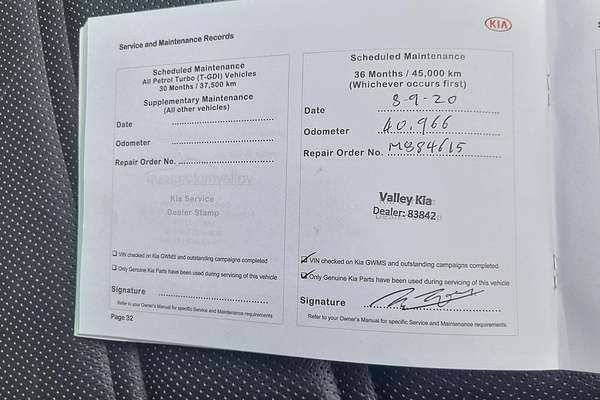 Service and Maintenance Records
KIA
Scheduled Maintenance
All Petrol Turbo (T-GDI) Vehicles
30 Months / 37,500 km
Supplementary Maintenance
(All other vehicles)
Date
Odometer
Repair Order No.
Kia Service
Dealer Stamp
VIN checked on Kia GWMS and outstanding campaigns completed
Only Genuine Kia Parts have been used during servicing of this vehicle
Signature
Refer to your Owner's Manual for specific Service and Maintenance requirements
Page 32
Scheduled Maintenance
36 Months / 45,000 km
(Whichever occurs first)
Date 8-9-20
Odometer 40,966
Repair Order No. M884615
Valley Kia
Dealer: 83842
VIN checked on Kia GWMS and outstanding campaigns completed
Only Genuine Kia Parts have been used during servicing of this vehicle
Signature
Refer to your Owner's Manual for specific Service and Maintenance requirements